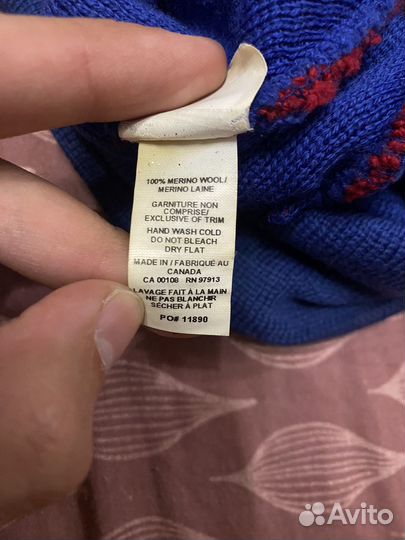 100% MERINO WOOL/
MERINO LAINE
GARNITURE NON
COMPRISE/
EXCLUSIVE OF TRIM
HAND WASH COLD
DO NOT BLEACH
DRY FLAT
MADE IN / FABRIQUÉ AU
CANADA
CA 00108 RN 97913
LAVAGE FAIT À LA MAIN
NE PAS BLANCHIR
SÉCHER À PLAT
PO# 11890
Avito